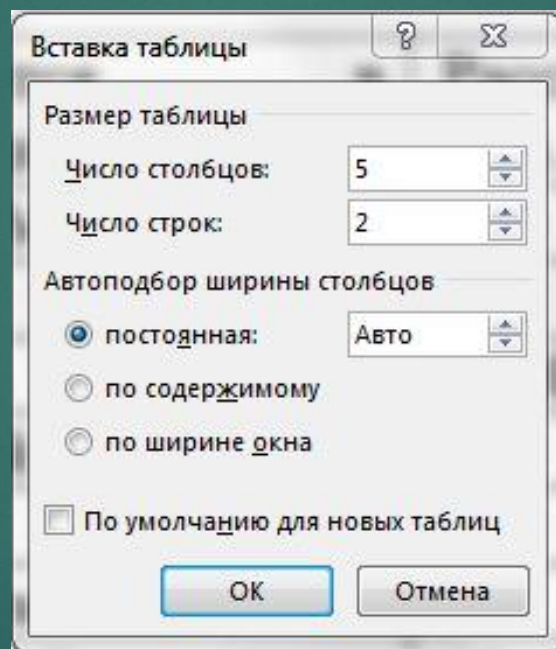 Вставка таблицы
Размер таблицы
Число столбцов: 5
Число строк: 2
Автоподбор ширины столбцов
постоянная: Авто
по содержимому
по ширине окна
По умолчанию для новых таблиц
ОК Отмена